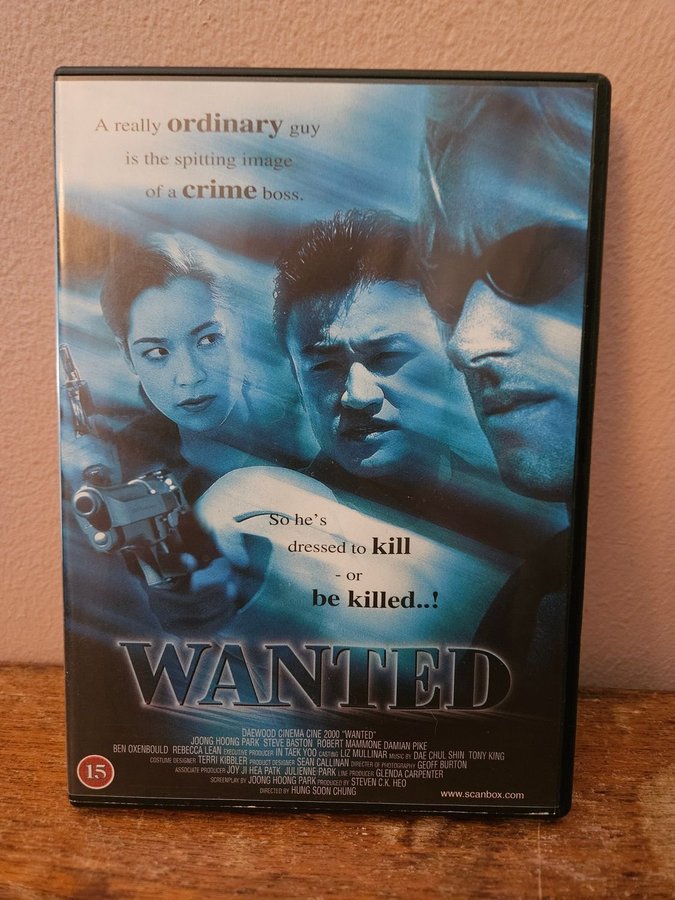 A really ordinary guy
is the spitting image
of a crime boss.
So he's
dressed to kill
- or
be killed..!
WANTED
DAEWOOD CINEMA CINE 2000 "WANTED"
JOONG HOONG PARK STEVE BASTON ROBERT MAMMONE DAMIAN PIKE
BEN OXENBOULD REBECCA LEAN EXECUTIVE PRODUCER IN TAEK YOO CASTING LIZ MULLINAR MUSIC BY DAE CHUL SHIN TONY KING
COSTUME DESIGNER TERRI KIBBLER PRODUCT DESIGNER SEAN CALLINAN DIRECTOR OF PHOTOGRAPHY GEOFF BURTON
ASSOCIATE PRODUCER JOY JI HEA PATK JULIENNE PARK LINE PRODUCER GLENDA CARPENTER
SCREENPLAY BY JOONG HOONG PARK PRODUCED BY STEVEN C.K. HEO
DIRECTED BY HUNG SOON CHUNG
15
www.scanbox.com